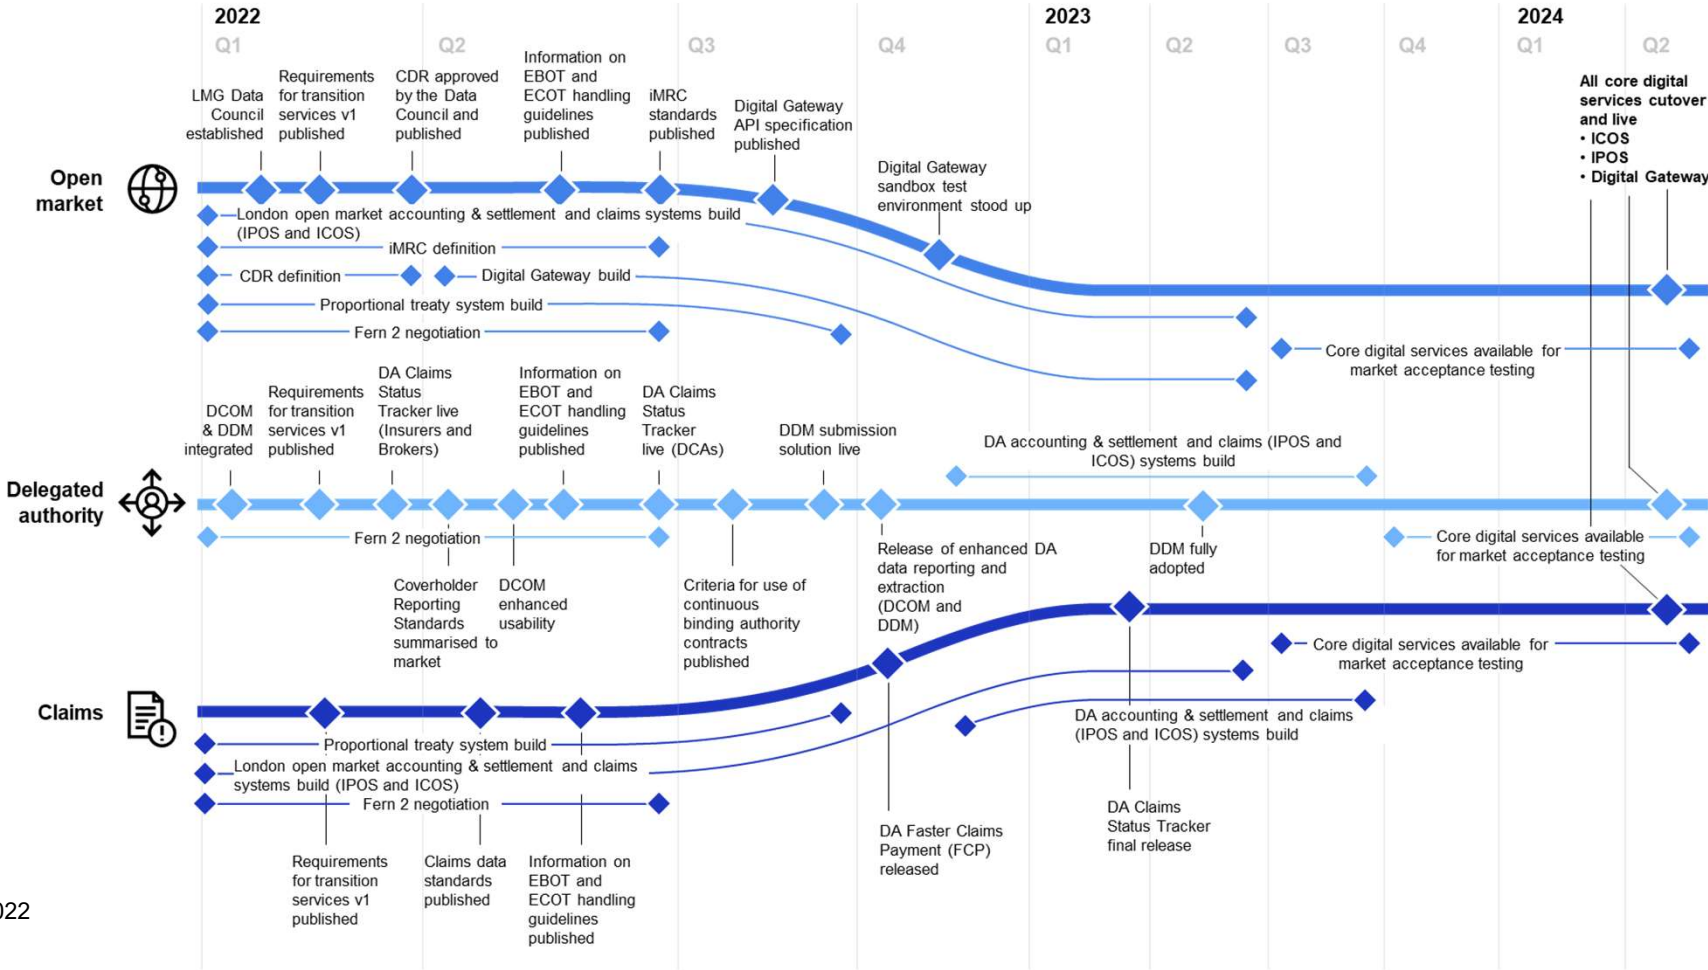 2022
2023
2024
Q1
Q2
Q3
Q4
Q1
Q2
Q3
Q4
Q1
Q2
LMG Data
Council
established
Requirements
for transition
services v1
published
CDR approved
by the Data
Council and
published
Information on
EBOT and
ECOT handling
guidelines
published
iMRC
standards
published
Digital Gateway
API specification
published
Digital Gateway
sandbox test
environment stood up
All core digital
services cutover
and live
• ICOS
• IPOS
• Digital Gateway
Open
market
London open market accounting & settlement and claims systems build
(IPOS and ICOS)
iMRC definition
CDR definition
Digital Gateway build
Proportional treaty system build
Fern 2 negotiation
Core digital services available for
market acceptance testing
DCOM
& DDM
integrated
Requirements
for transition
services v1
published
DA Claims
Status
Tracker live
(Insurers and
Brokers)
Information on
EBOT and
ECOT handling
guidelines
published
DA Claims
Status
Tracker
live (DCAs)
DDM submission
solution live
DA accounting & settlement and claims (IPOS and
ICOS) systems build
Delegated
authority
Fern 2 negotiation
Coverholder
Reporting
Standards
summarised to
market
DCOM
enhanced
usability
Criteria for use of
continuous
binding authority
contracts
published
Release of enhanced DA
data reporting and
extraction
(DCOM and
DDM)
DDM fully
adopted
Core digital services available
for market acceptance testing
Claims
Proportional treaty system build
London open market accounting & settlement and claims
systems build (IPOS and ICOS)
Fern 2 negotiation
Core digital services available for
market acceptance testing
DA accounting & settlement and claims
(IPOS and ICOS) systems build
Requirements
for transition
services v1
published
Claims data
standards
published
Information on
EBOT and
ECOT handling
guidelines
published
DA Faster Claims
Payment (FCP)
released
DA Claims
Status Tracker
final release
022